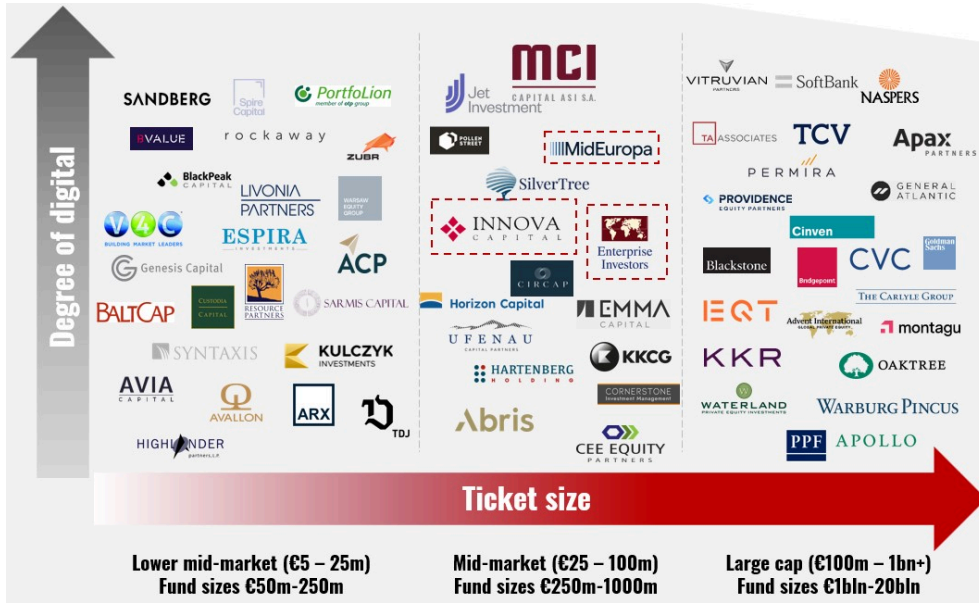 Degree of digital
SANDBERG
Spire
Capital
PortfoLion
member of otp group
8VALUE
rockaway
ZUBR
BlackPeak
CAPITAL
LIVONIA
PARTNERS
WARSAW
EQUITY
GROUP
V4C
BUILDING MARKET LEADERS
ESPIRA
INVESTMENTS
ACP
Genesis Capital
BALTCAP
CUSTODIA
CAPITAL
RESOURCE
PARTNERS
SARMIS CAPITAL
SYNTAXIS
KULCZYK
INVESTMENTS
AVIA
CAPITAL
AVALLON
ARX
TDJ
HIGHLANDER
partners, L.P.
MCI
CAPITAL ASI S.A.
Jet
Investment
POLLEN
STREET
MidEuropa
SilverTree
INNOVA
CAPITAL
Enterprise
Investors
CIRCAP
Horizon Capital
EMMA
CAPITAL
UFENAU
CAPITAL PARTNERS
KKCG
HARTENBERG
HOLDING
CORNERSTONE
Investment Management
Abris
CEE EQUITY
PARTNERS
VITRUVIAN
PARTNERS
SoftBank
NASPERS
TA ASSOCIATES
TCV
Apax
PARTNERS
PERMIRA
PROVIDENCE
EQUITY PARTNERS
GENERAL
ATLANTIC
Cinven
Blackstone
Bridgepoint
CVC
Goldman
Sachs
THE CARLYLE GROUP
EQT
Advent International
GLOBAL PRIVATE EQUITY
montagu
KKR
OAKTREE
WATERLAND
PRIVATE EQUITY INVESTMENTS
WARBURG PINCUS
PPF
APOLLO
Ticket size
Lower mid-market (€5 – 25m)
Fund sizes €50m-250m
Mid-market (€25 – 100m)
Fund sizes €250m-1000m
Large cap (€100m – 1bn+)
Fund sizes €1bln-20bln